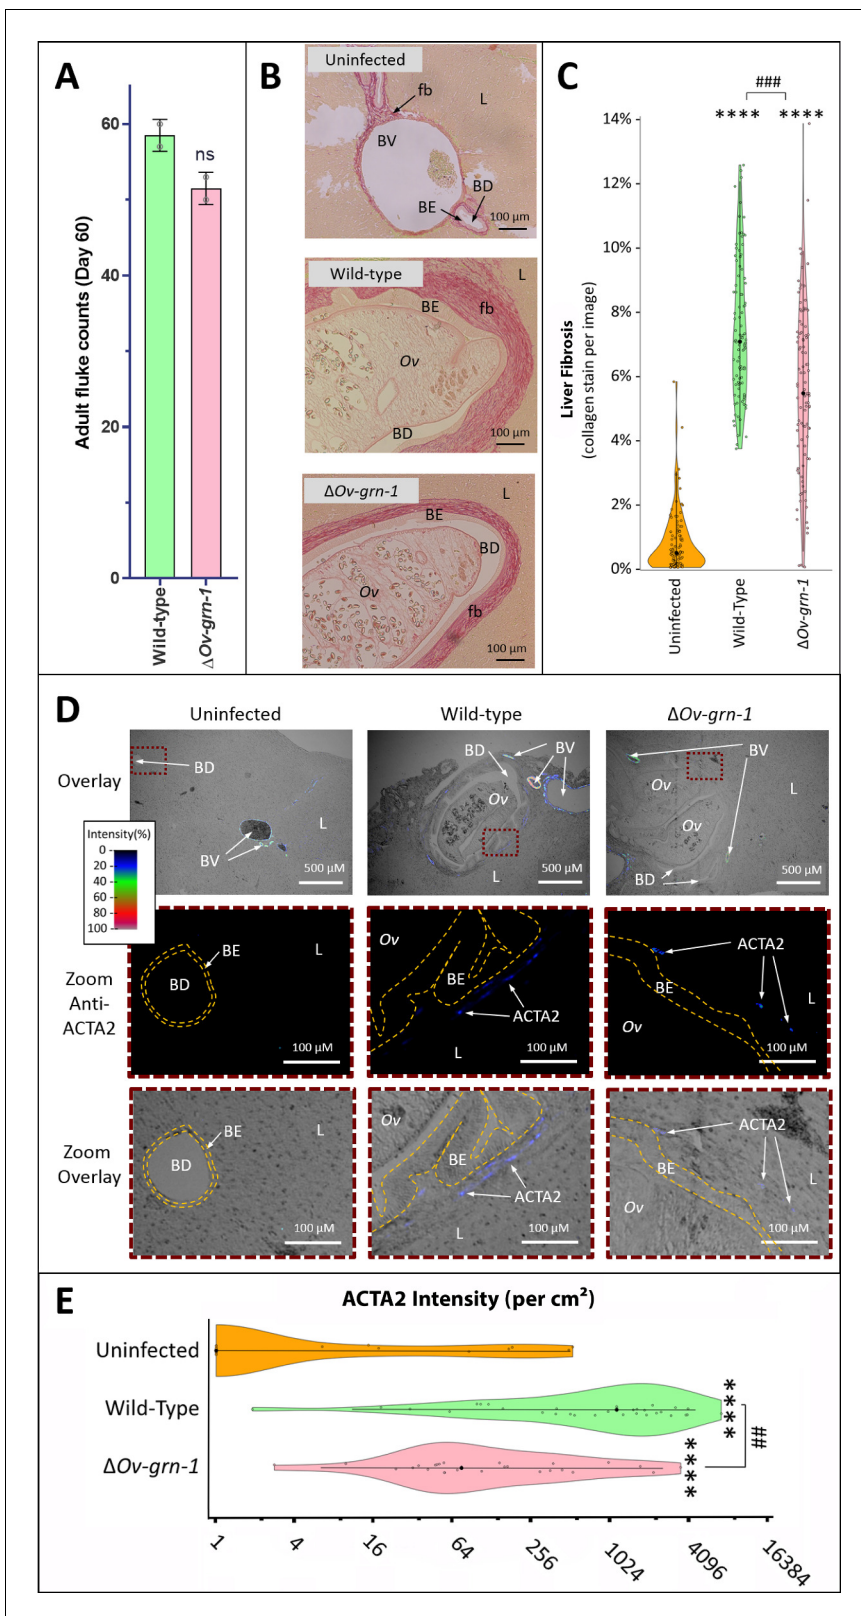 A
Adult fluke counts (Day 60)
60
40
20
0
ns
Wild-type
ΔOv-grn-1
B
Uninfected
fb
L
BV
BD
BE
100 µm
Wild-type
L
BE
fb
Ov
BD
100 µm
ΔOv-grn-1
L
BE
BD
Ov
fb
100 µm
C
###
**** ****
Liver Fibrosis
(collagen stain per image)
14%
12%
10%
8%
6%
4%
2%
0%
Uninfected
Wild-Type
ΔOv-grn-1
D
Uninfected
Wild-type
ΔOv-grn-1
Overlay
BD
L
BV
500 µM
BD
BV
Ov
L
500 µM
BV
Ov
L
Ov
BD
500 µM
Intensity(%)
0
20
40
60
80
100
Zoom
Anti-
ACTA2
BE
L
BD
100 µM
Ov
BE
ACTA2
L
100 µM
ACTA2
BE
L
Ov
100 µM
Zoom
Overlay
BE
L
BD
100 µM
Ov
BE
ACTA2
L
100 µM
ACTA2
BE
L
Ov
100 µM
E
ACTA2 Intensity (per cm²)
Uninfected
Wild-Type
****
##
ΔOv-grn-1
****
1
4
16
64
256
1024
4096
16384